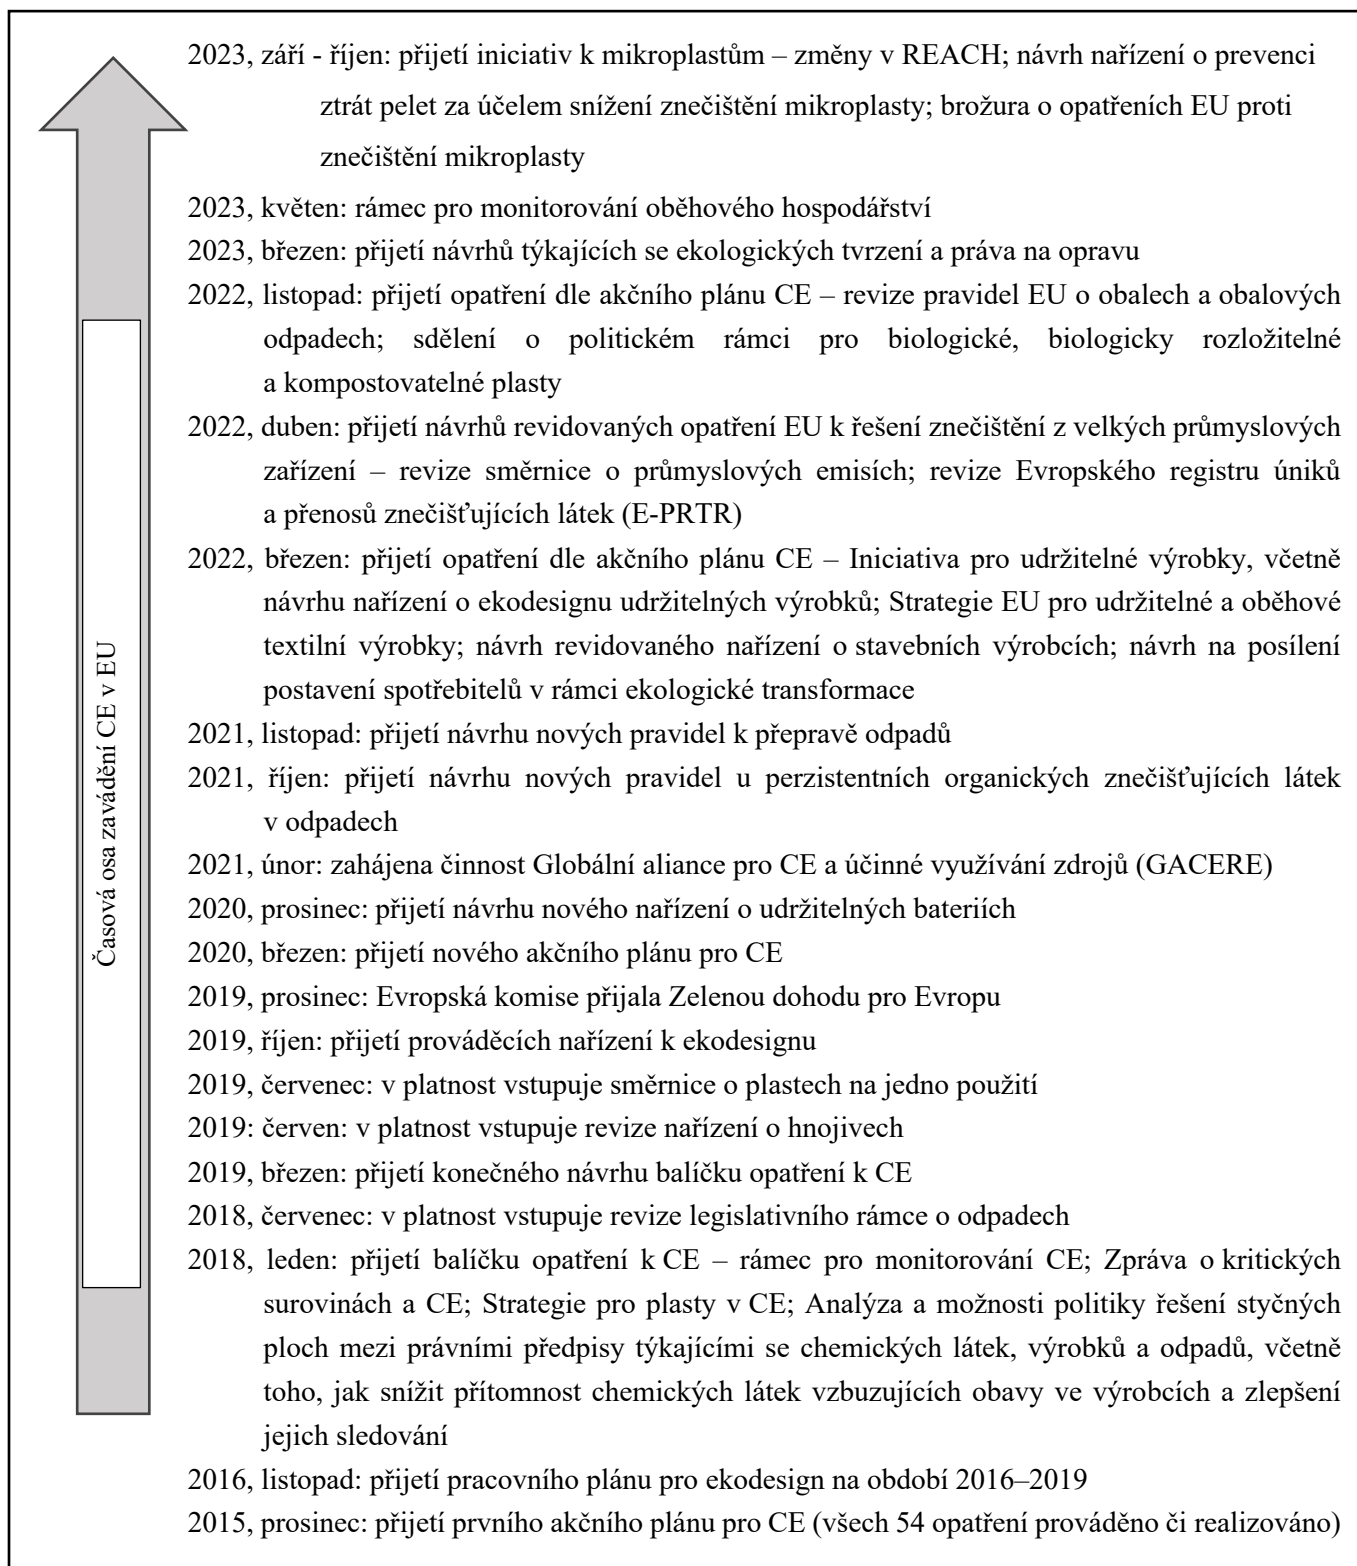 2023, září - říjen: přijetí iniciativ k mikroplastům – změny v REACH; návrh nařízení o prevenci
ztrát pelet za účelem snížení znečištění mikroplasty; brožura o opatřeních EU proti
znečištění mikroplasty
2023, květen: rámec pro monitorování oběhového hospodářství
2023, březen: přijetí návrhů týkajících se ekologických tvrzení a práva na opravu
2022, listopad: přijetí opatření dle akčního plánu CE – revize pravidel EU o obalech a obalových
odpadech; sdělení o politickém rámci pro biologické, biologicky rozložitelné
a kompostovatelné plasty
2022, duben: přijetí návrhů revidovaných opatření EU k řešení znečištění z velkých průmyslových
zařízení – revize směrnice o průmyslových emisích; revize Evropského registru úniků
a přenosů znečišťujících látek (E-PRTR)
2022, březen: přijetí opatření dle akčního plánu CE – Iniciativa pro udržitelné výrobky, včetně
návrhu nařízení o ekodesignu udržitelných výrobků; Strategie EU pro udržitelné a oběhové
textilní výrobky; návrh revidovaného nařízení o stavebních výrobcích; návrh na posílení
postavení spotřebitelů v rámci ekologické transformace
2021, listopad: přijetí návrhu nových pravidel k přepravě odpadů
2021, říjen: přijetí návrhu nových pravidel u perzistentních organických znečišťujících látek
v odpadech
2021, únor: zahájena činnost Globální aliance pro CE a účinné využívání zdrojů (GACERE)
2020, prosinec: přijetí návrhu nového nařízení o udržitelných bateriích
2020, březen: přijetí nového akčního plánu pro CE
2019, prosinec: Evropská komise přijala Zelenou dohodu pro Evropu
2019, říjen: přijetí prováděcích nařízení k ekodesignu
2019, červenec: v platnost vstupuje směrnice o plastech na jedno použití
2019: červen: v platnost vstupuje revize nařízení o hnojivech
2019, březen: přijetí konečného návrhu balíčku opatření k CE
2018, červenec: v platnost vstupuje revize legislativního rámce o odpadech
2018, leden: přijetí balíčku opatření k CE – rámec pro monitorování CE; Zpráva o kritických
surovinách a CE; Strategie pro plasty v CE; Analýza a možnosti politiky řešení styčných
ploch mezi právními předpisy týkajícími se chemických látek, výrobků a odpadů, včetně
toho, jak snížit přítomnost chemických látek vzbuzujících obavy ve výrobcích a zlepšení
jejich sledování
2016, listopad: přijetí pracovního plánu pro ekodesign na období 2016–2019
2015, prosinec: přijetí prvního akčního plánu pro CE (všech 54 opatření prováděno či realizováno)
Časová osa zavádění CE v EU